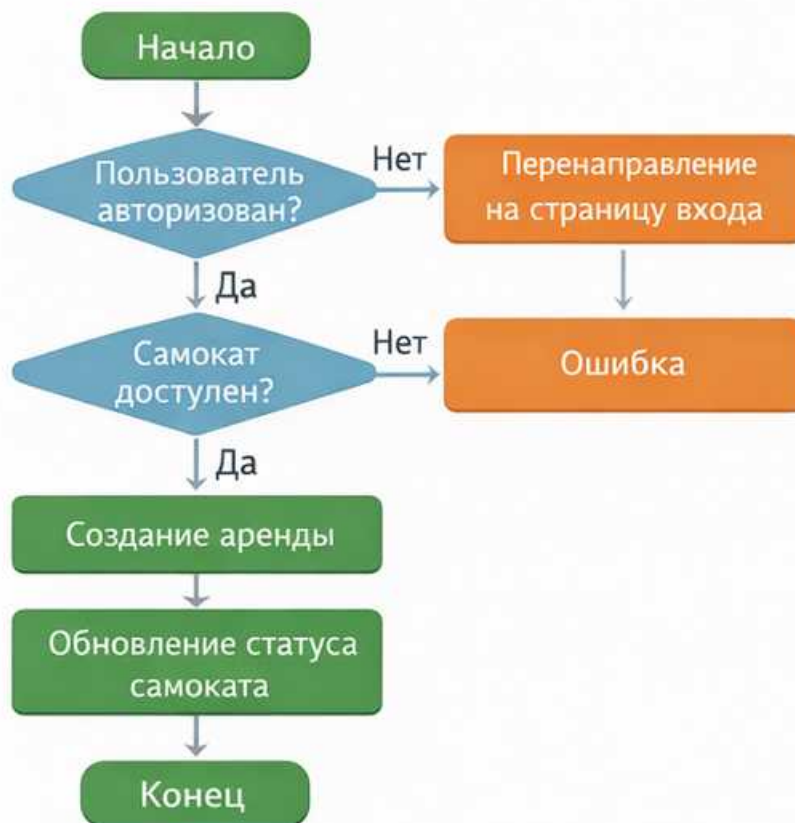 Начало
Пользователь
авторизован?
Нет
Перенаправление
на страницу входа
Да
Самокат
доступен?
Нет
Ошибка
Да
Создание аренды
Обновление статуса
самоката
Конец